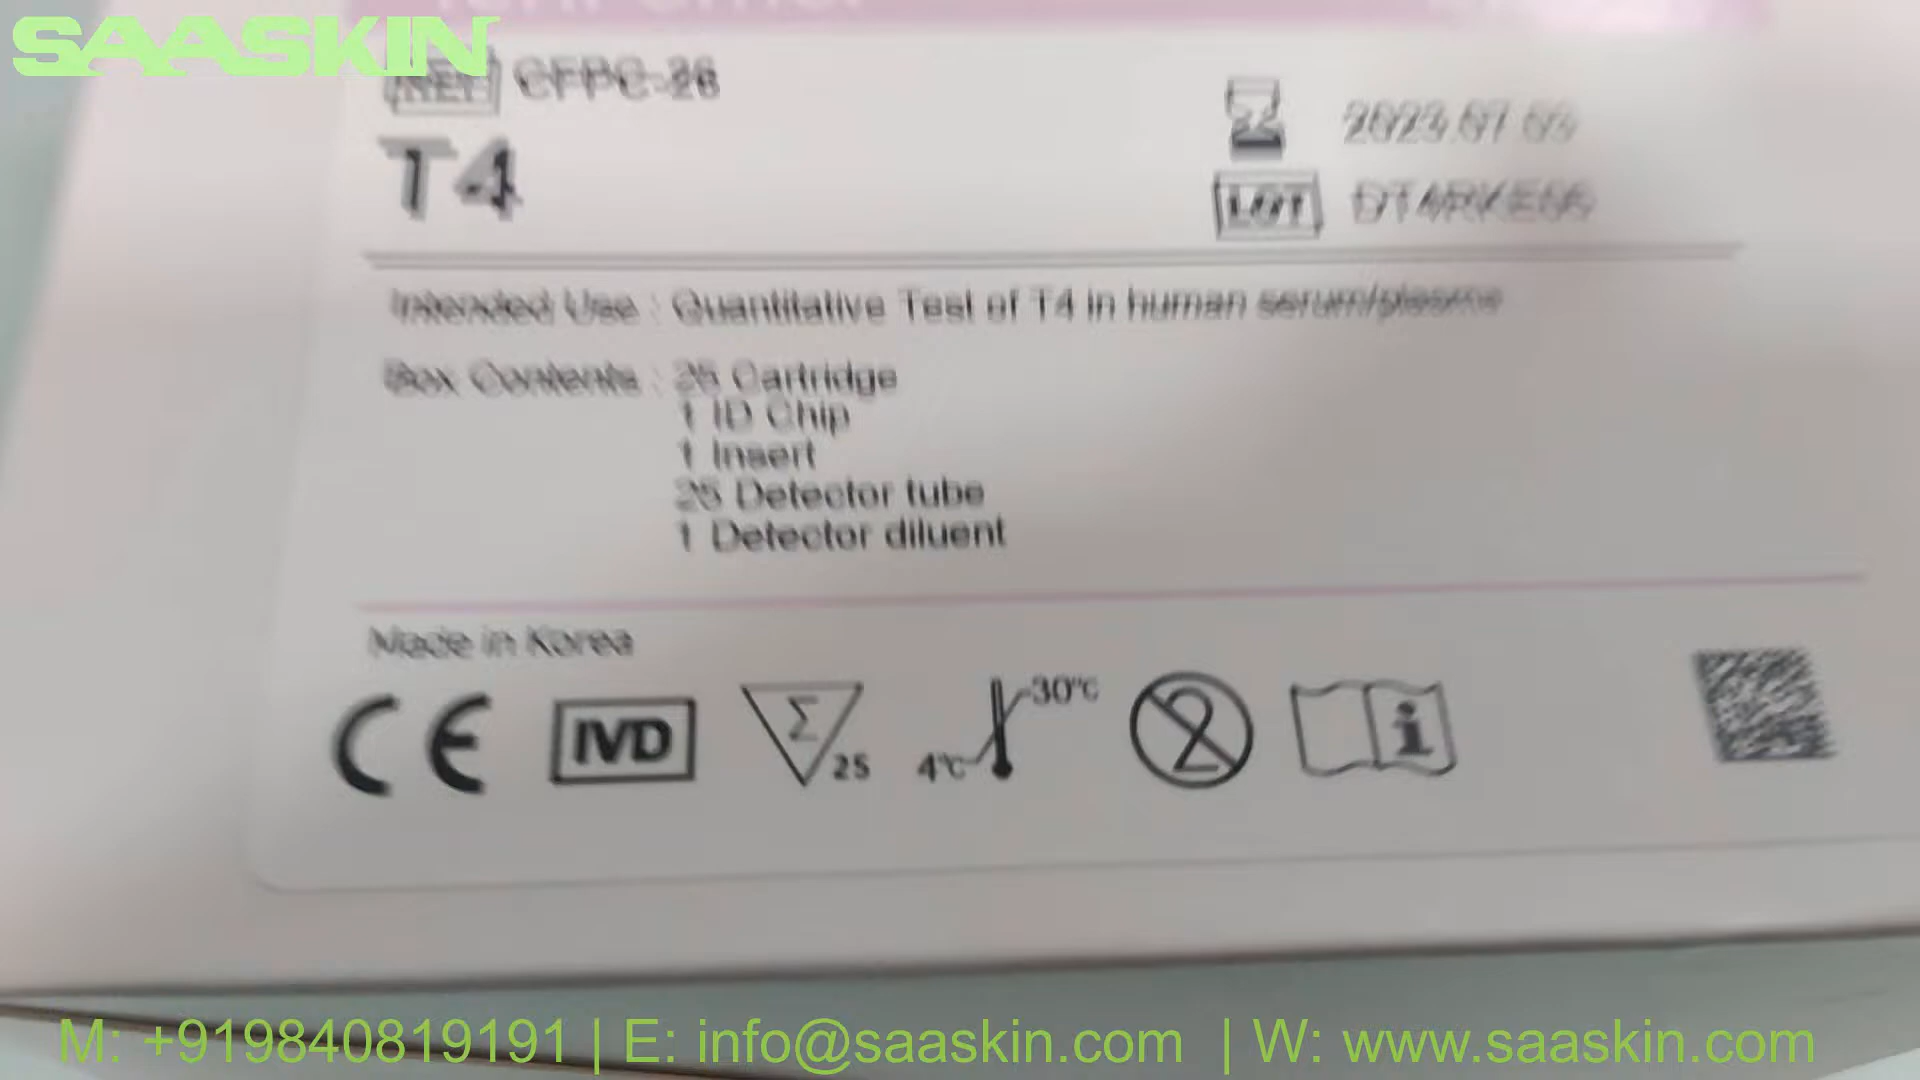 SAASKIN
REF CFPC-26
T4
LOT
Intended Use : Quantitative Test of T4 in human serum/plasma
Box Contents : 25 Cartridge
1 ID Chip
1 Insert
25 Detector tube
1 Detector diluent
Made in Korea
CE IVD Σ 25 4°C 30°C 2 i
M: +919840819191 | E: info@saaskin.com | W: www.saaskin.com